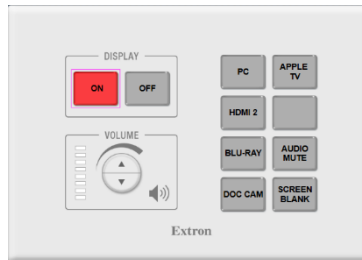 DISPLAY
ON
OFF
VOLUME
PC
APPLE
TV
HDMI 2
BLU-RAY
AUDIO
MUTE
DOC CAM
SCREEN
BLANK
Extron